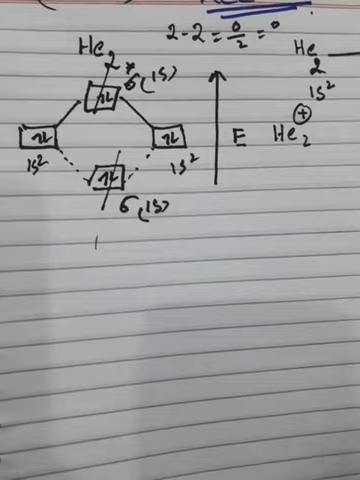 2-2 = 0/2 = 0
He₂
He
2
1s²
σ*(1s)
⥮
⥮ ⥮
1s² 1s²
E He₂⊕
⥮
σ(1s)